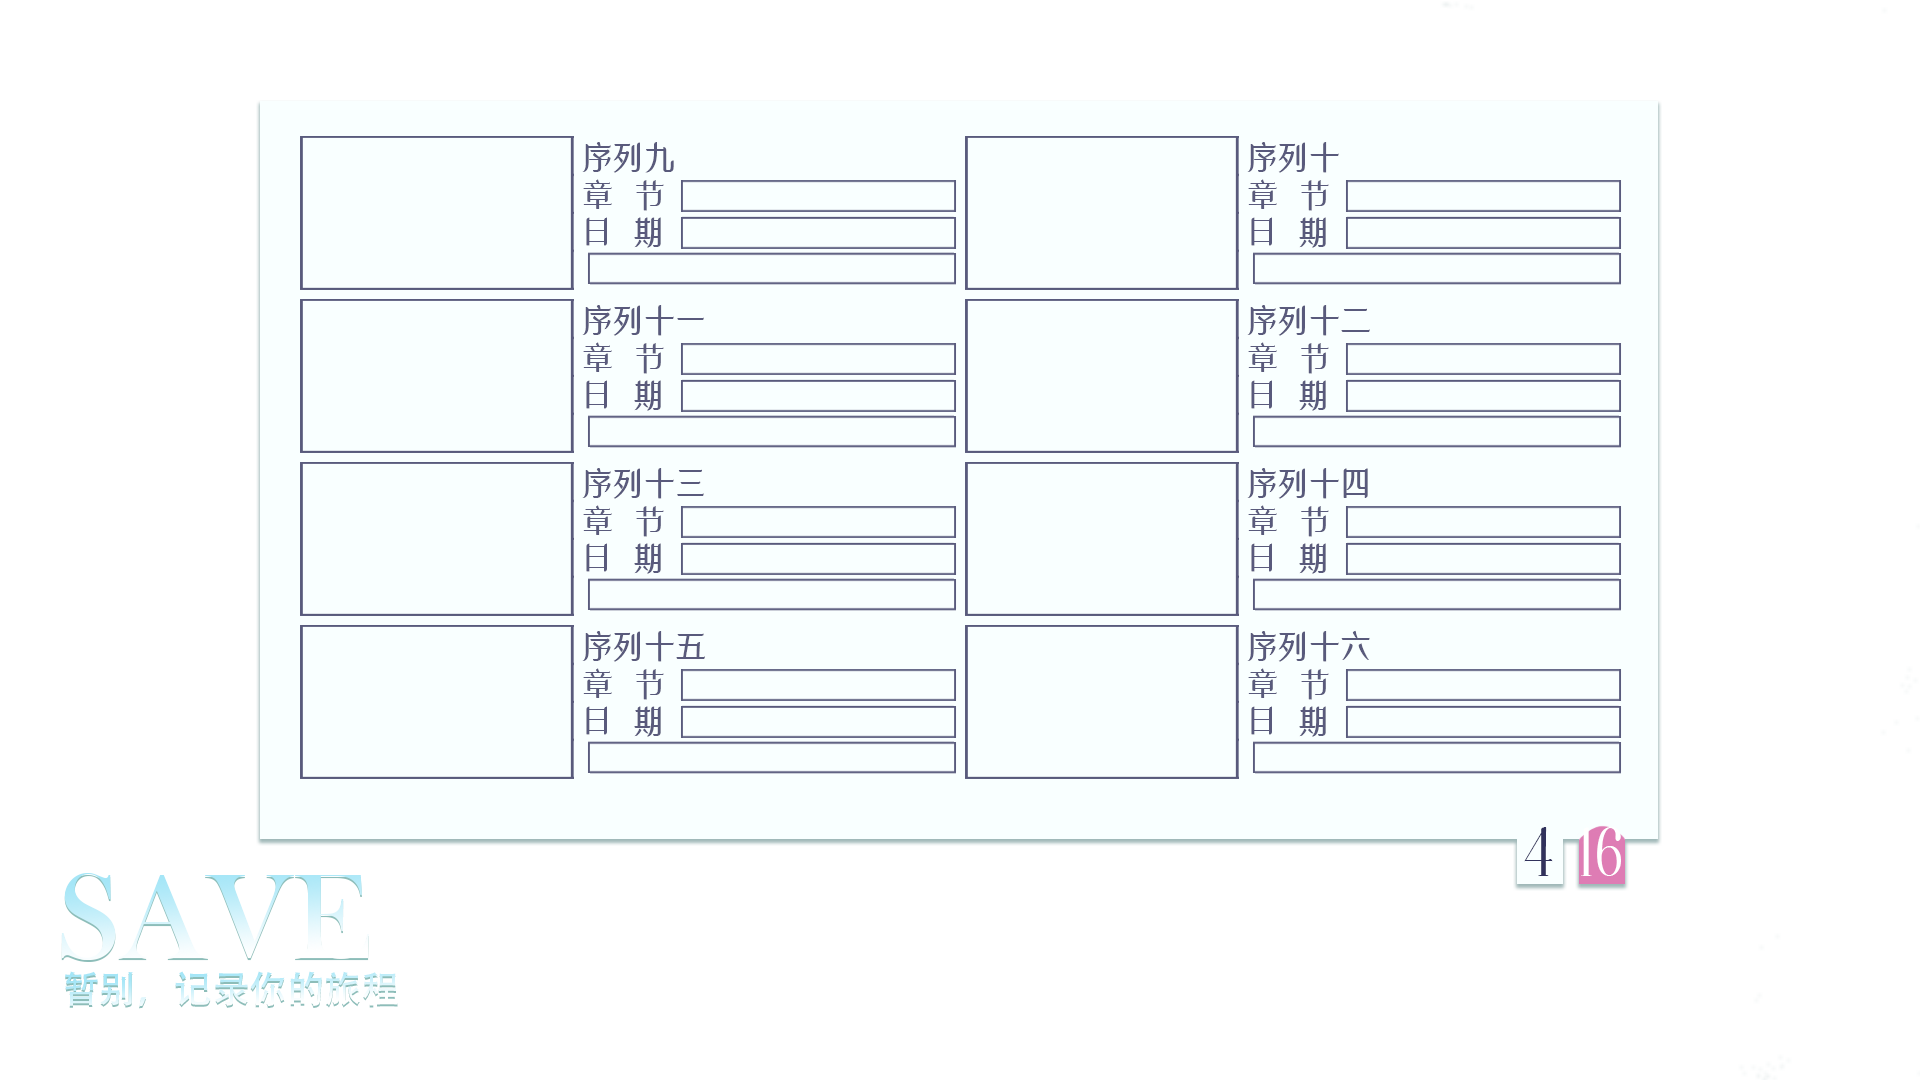 序列九
章 节
日 期
序列十
章 节
日 期
序列十一
章 节
日 期
序列十二
章 节
日 期
序列十三
章 节
日 期
序列十四
章 节
日 期
序列十五
章 节
日 期
序列十六
章 节
日 期
4 16
SAVE
暂别，记录你的旅程